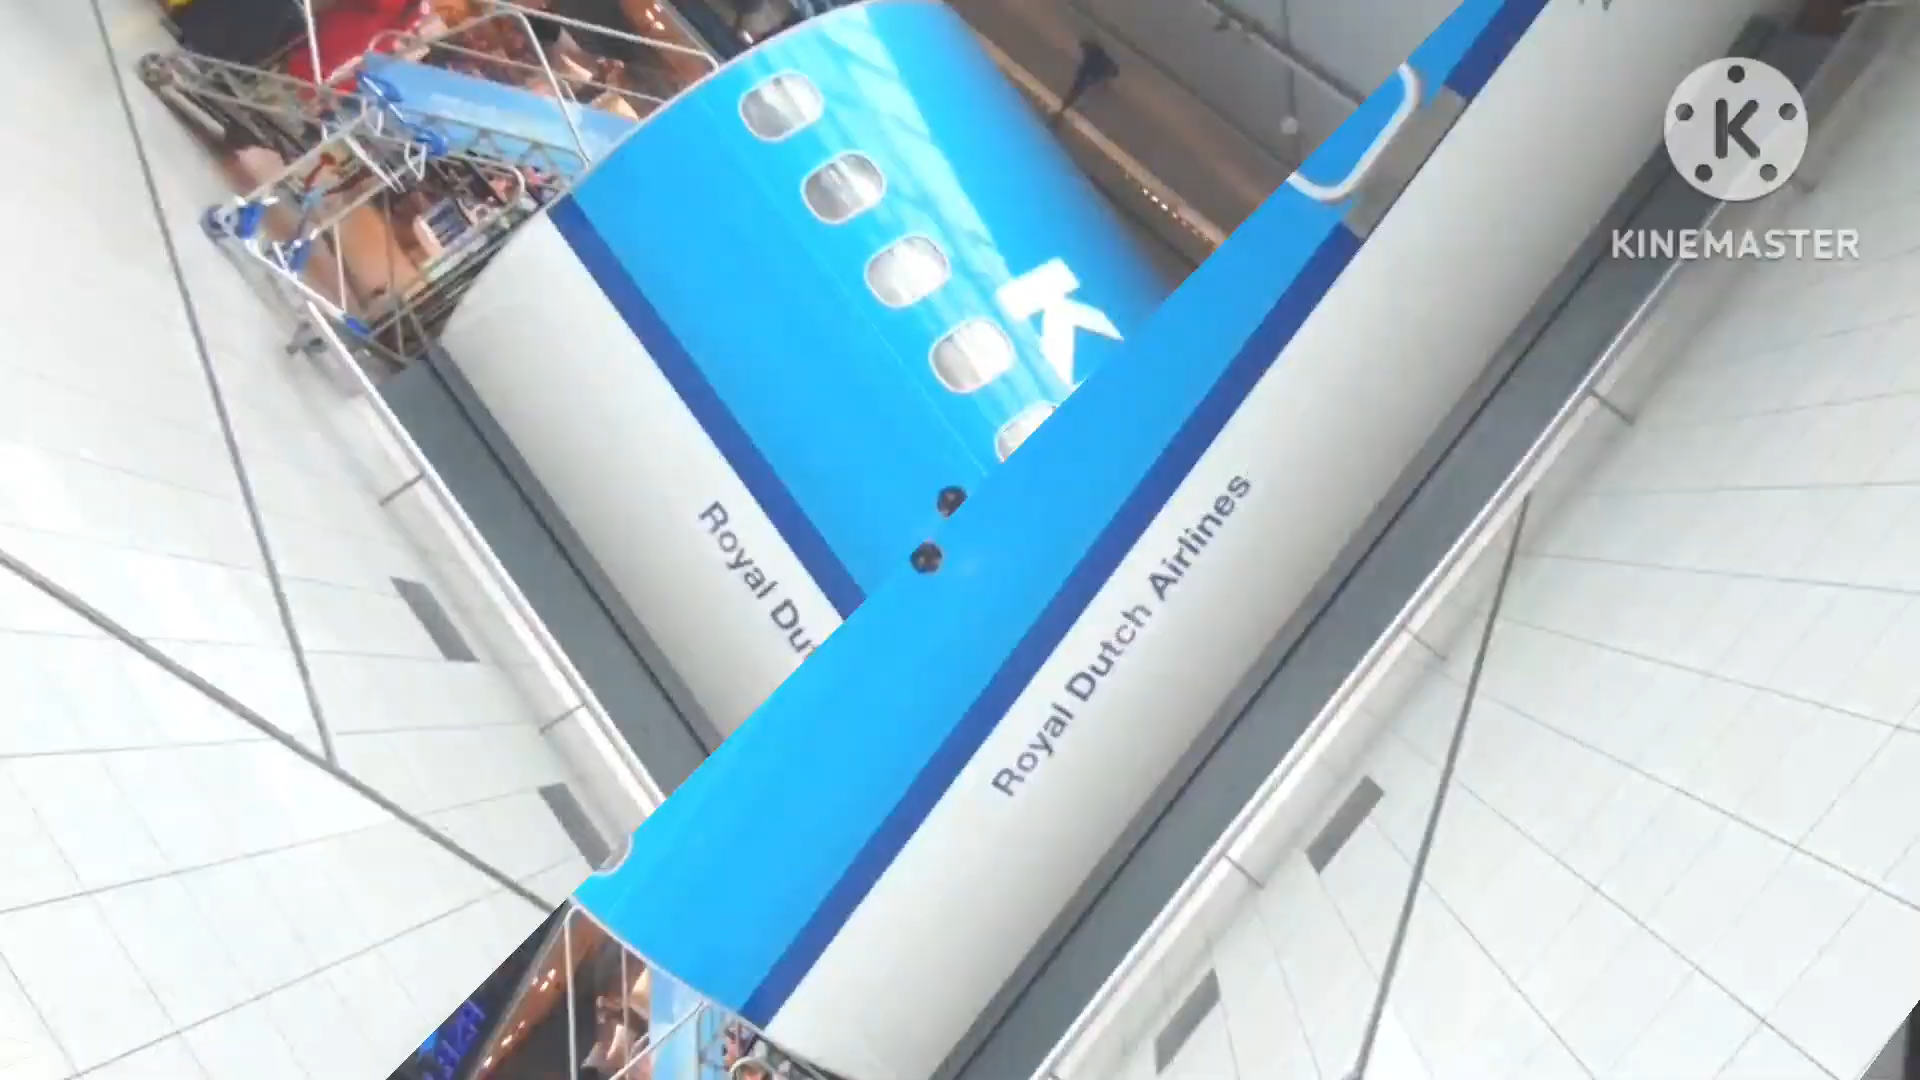 K
KINEMASTER
K
Royal Du
Royal Dutch Airlines